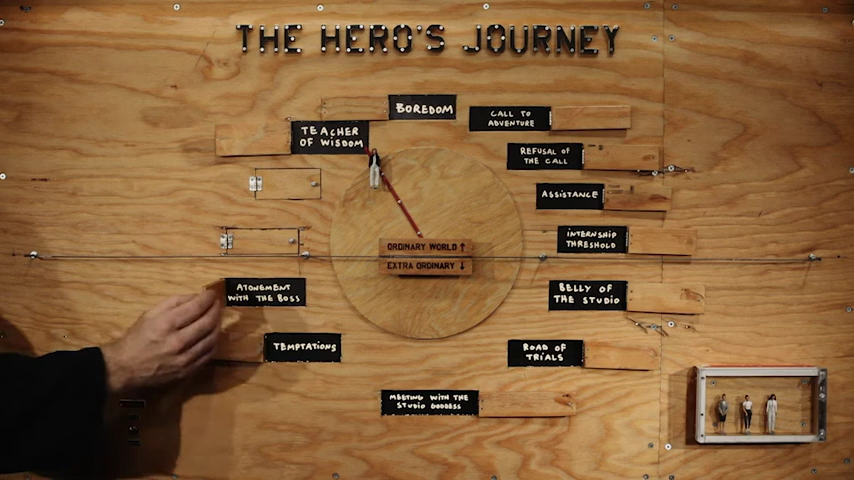 THE HERO'S JOURNEY
BOREDOM
CALL TO
ADVENTURE
TEACHER
OF WISDOM
REFUSAL OF
THE CALL
ASSISTANCE
INTERNSHIP
THRESHOLD
ORDINARY WORLD ↑
EXTRA ORDINARY ↓
ATONEMENT
WITH THE BOSS
BELLY OF
THE STUDIO
TEMPTATIONS
ROAD OF
TRIALS
MEETING WITH THE
STUDIO GODDESS